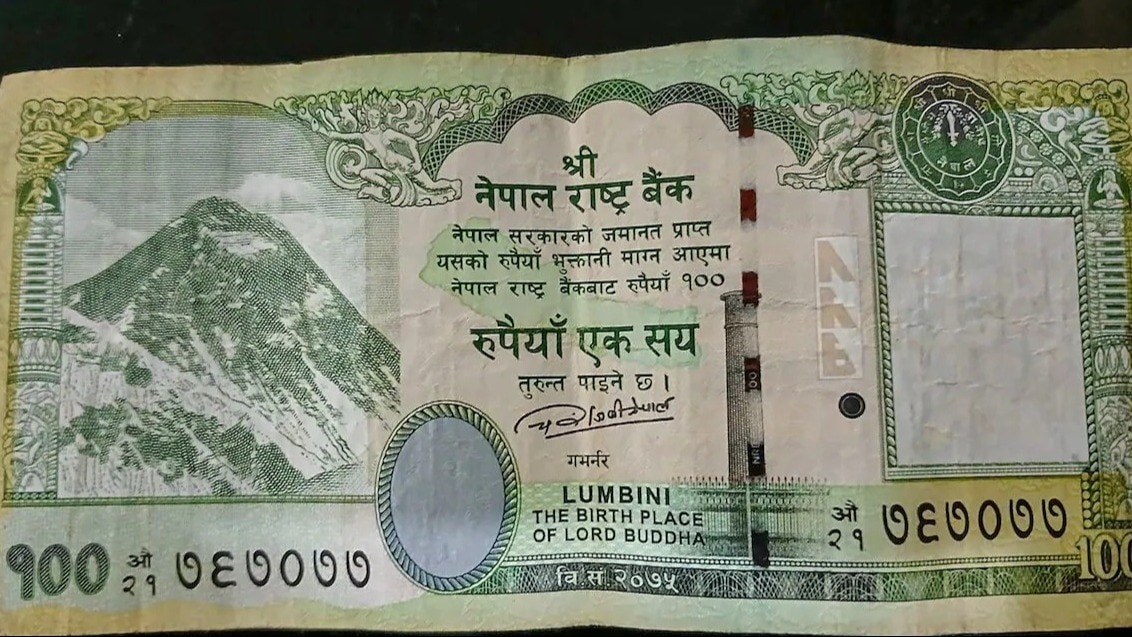 श्री
नेपाल राष्ट्र बैंक
नेपाल सरकारको जमानत प्राप्त
यसको रुपैयाँ भुक्तानी माग्न आएमा
नेपाल राष्ट्र बैंकबाट रुपैयाँ १००
रुपैयाँ एक सय
तुरुन्त पाइने छ।
गभर्नर
LUMBINI
THE BIRTH PLACE
OF LORD BUDDHA
औ
२१ ७६७०७७
१०० औ
२१ ७६७०७७
वि सं २०७५
100